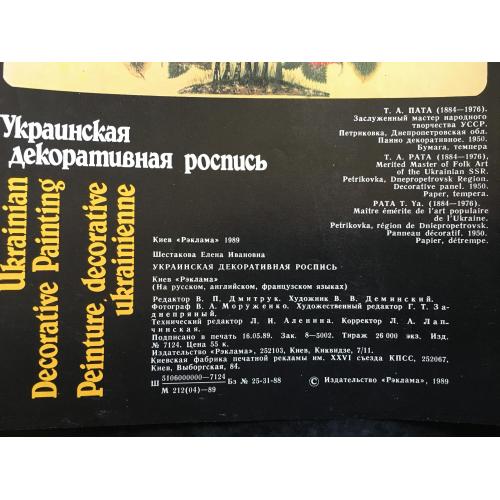 Украинская
декоративная роспись
Ukrainian
Decorative Painting
Peinture decorative
ukrainienne
Т. А. ПАТА (1884—1976).
Заслуженный мастер народного
творчества УССР.
Петриковка, Днепропетровская обл.
Панно декоративное. 1950.
Бумага, темпера
T. A. PATA (1884—1976),
Merited Master of Folk Art
of the Ukrainian SSR.
Petrikovka, Dnepropetrovsk Region.
Decorative panel. 1950.
Paper, tempera.
PATA T. Ya. (1884—1976).
Maître émérite de l'art populaire
de l'Ukraine.
Petrikovka, région de Dniepropetrovsk.
Panneau décoratif. 1950.
Papier, détrempe.
Киев «Рэклама» 1989
Шестакова Елена Ивановна
УКРАИНСКАЯ ДЕКОРАТИВНАЯ РОСПИСЬ
Киев «Рэклама»
(На русском, английском, французском языках)
Редактор В. П. Дмитрук. Художник В. В. Деминский.
Фотограф В. А. Моруженко. Художественный редактор Г. Т. За-
днепряный.
Технический редактор Л. И. Аленина. Корректор Л. А. Лап-
чинская.
Подписано в печать 16.05.89. Зак. 8—5002. Тираж 26 000 экз. Изд.
№ 7124. Цена 55 к.
Издательство «Рэклама», 252103, Киев, Киквидзе, 7/11.
Киевская фабрика печатной рекламы им. XXVI съезда КПСС, 252067,
Киев, Выборгская, 84.
Ш 5106000000—7124 Бз № 25-31-88
М 212(04)—89
© Издательство «Рэклама», 1989